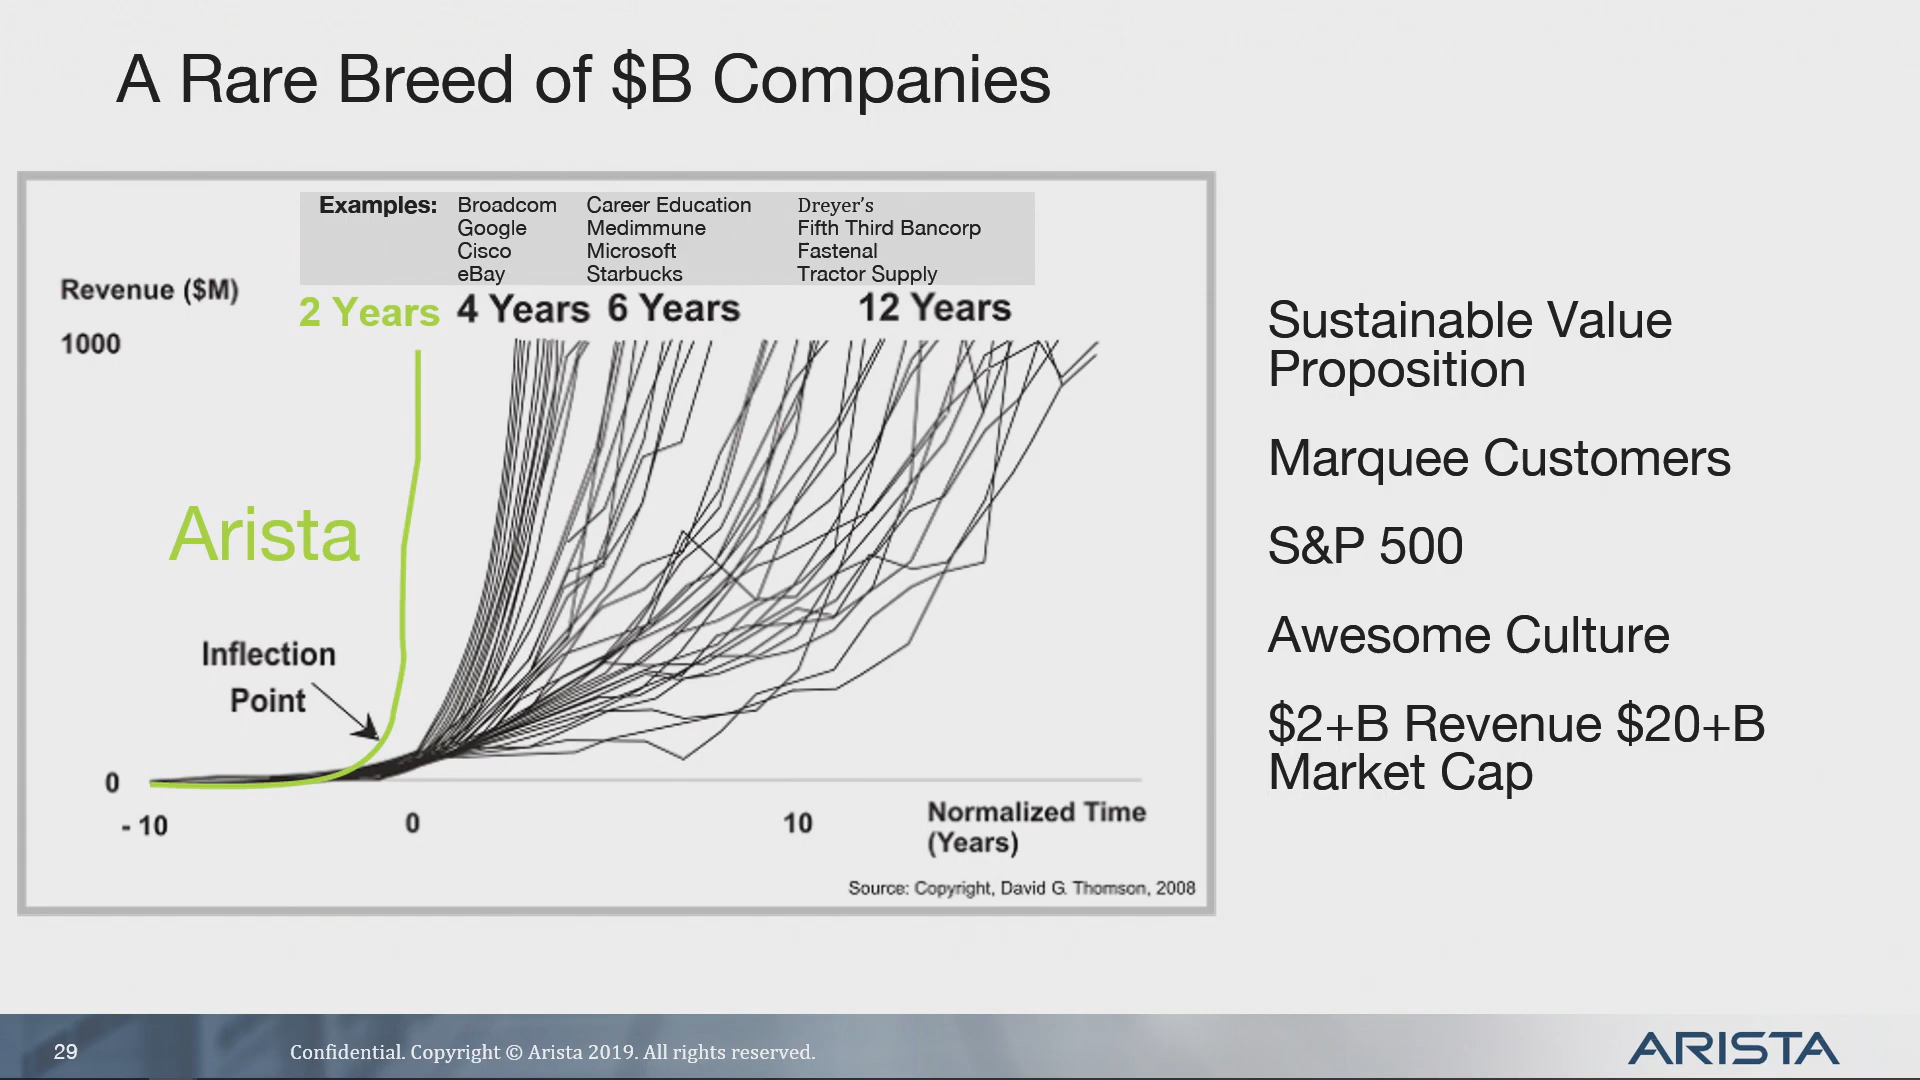 A Rare Breed of $B Companies
Examples:
Broadcom
Google
Cisco
eBay
Career Education
Medimmune
Microsoft
Starbucks
Dreyer's
Fifth Third Bancorp
Fastenal
Tractor Supply
Revenue ($M)
1000
2 Years 4 Years 6 Years 12 Years
Arista
Inflection
Point
0
- 10 0 10
Normalized Time
(Years)
Source: Copyright, David G. Thomson, 2008
Sustainable Value
Proposition
Marquee Customers
S&P 500
Awesome Culture
$2+B Revenue $20+B
Market Cap
29
Confidential. Copyright © Arista 2019. All rights reserved.
ARISTA